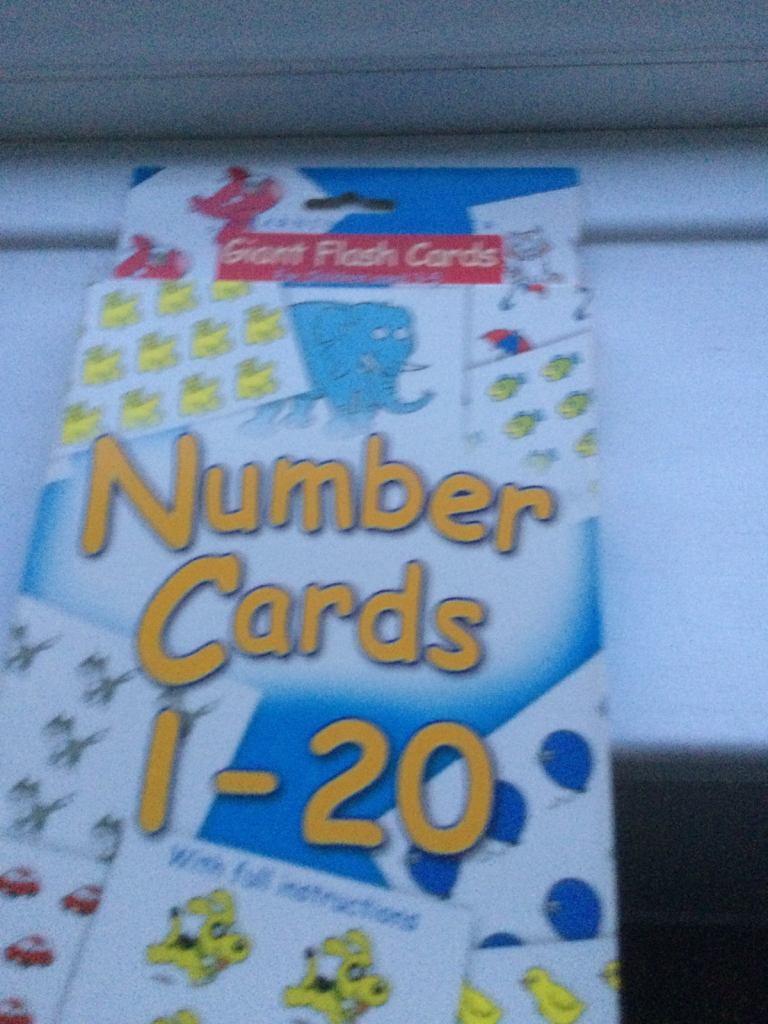 Giant Flash Cards
Number
Cards
1-20
With full instructions